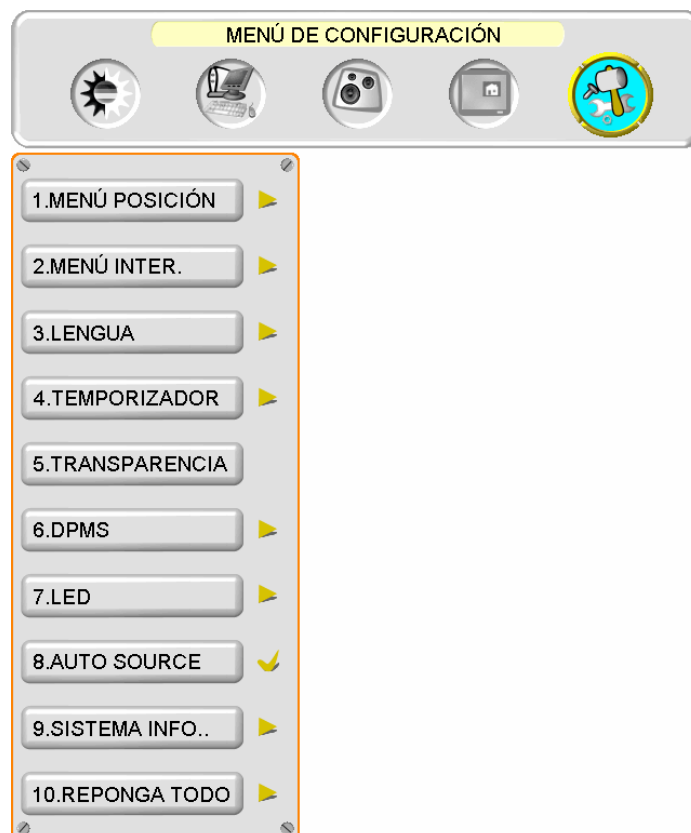 MENÚ DE CONFIGURACIÓN
1.MENÚ POSICIÓN
2.MENÚ INTER.
3.LENGUA
4.TEMPORIZADOR
5.TRANSPARENCIA
6.DPMS
7.LED
8.AUTO SOURCE
9.SISTEMA INFO..
10.REPONGA TODO